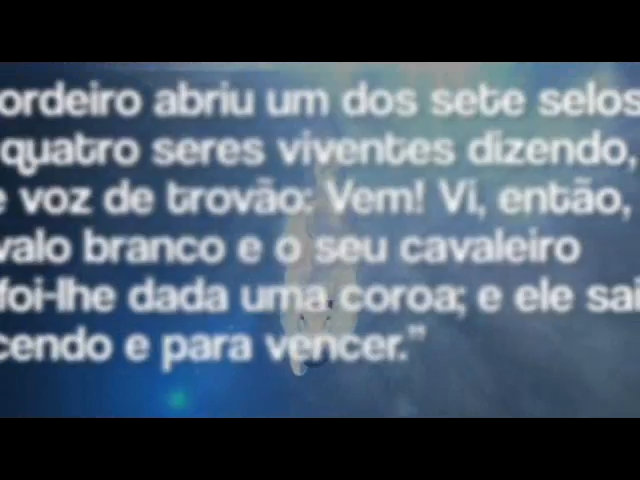 ordeiro abriu um dos sete selos
quatro seres viventes dizendo,
e voz de trovão: Vem! Vi, então,
valo branco e o seu cavaleiro
foi-lhe dada uma coroa; e ele sai
cendo e para vencer.”